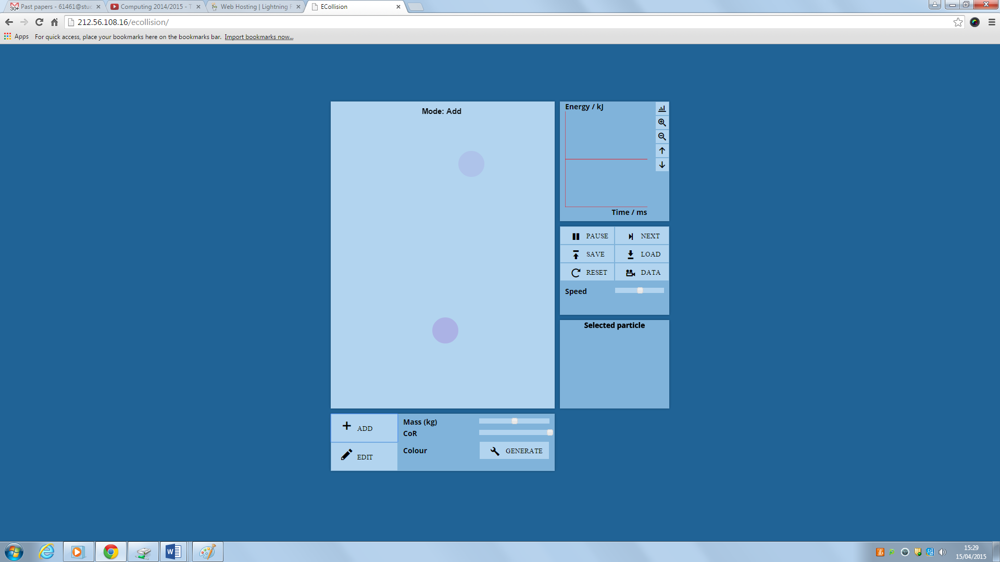 30+
Past papers - 61461@stuc
Computing 2014/2015 - T
Web Hosting | Lightning F
ECollision
212.56.108.16/ecollision/
Apps
For quick access, place your bookmarks here on the bookmarks bar. Import bookmarks now...
Mode: Add
Energy / kJ
Time / ms
PAUSE
NEXT
SAVE
LOAD
RESET
DATA
Speed
Selected particle
ADD
EDIT
Mass (kg)
CoR
Colour
GENERATE
15:29
15/04/2015